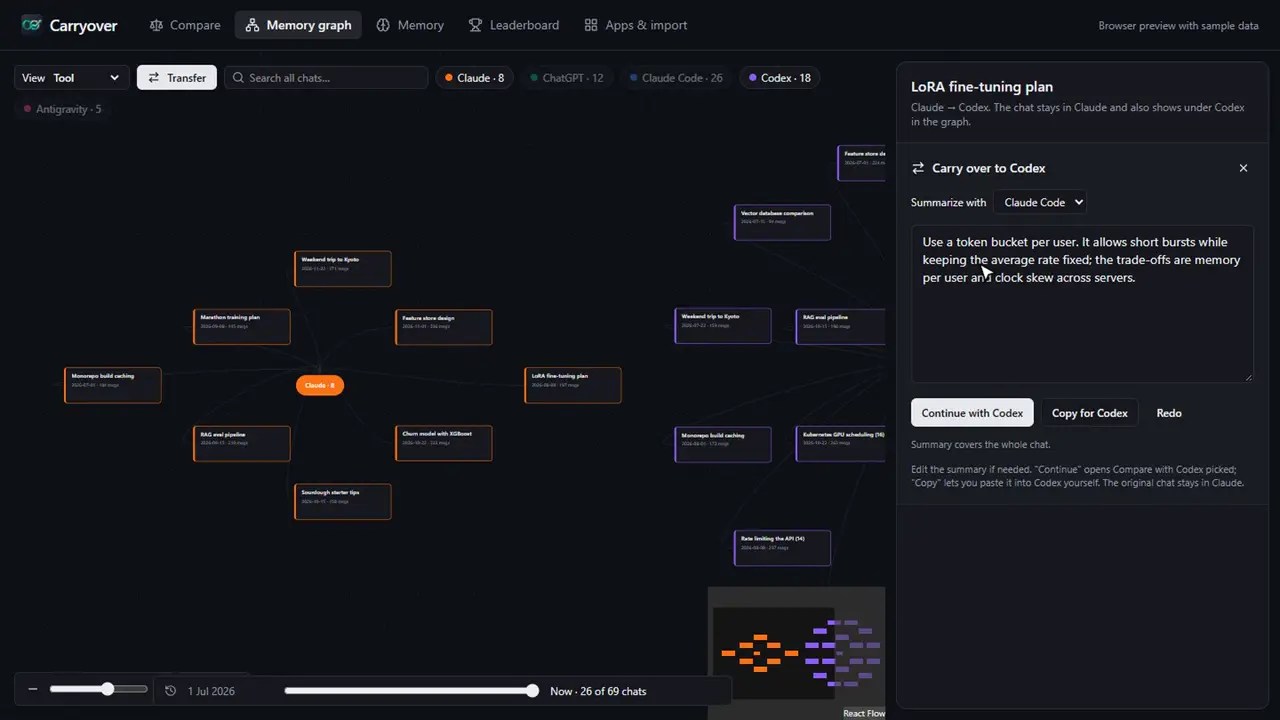 Carryover
Compare
Memory graph
Memory
Leaderboard
Apps & import
Browser preview with sample data
View Tool
Transfer
Search all chats...
Claude · 8
ChatGPT · 12
Claude Code · 26
Codex · 18
Antigravity · 5
Feature store de
Vector database comparison
Weekend trip to Kyoto
Marathon training plan
Feature store design
Weekend trip to Kyoto
RAG eval pipeline
Monorepo build caching
Claude · 8
LoRA fine-tuning plan
RAG eval pipeline
Churn model with XGBoost
Monorepo build caching
Kubernetes GPU scheduling (16)
Sourdough starter tips
Rate limiting the API (14)
1 Jul 2026
Now · 26 of 69 chats
React Flow
LoRA fine-tuning plan
Claude → Codex. The chat stays in Claude and also shows under Codex
in the graph.
Carry over to Codex
Summarize with Claude Code
Use a token bucket per user. It allows short bursts while
keeping the average rate fixed; the trade-offs are memory
per user and clock skew across servers.
Continue with Codex
Copy for Codex
Redo
Summary covers the whole chat.
Edit the summary if needed. "Continue" opens Compare with Codex picked;
"Copy" lets you paste it into Codex yourself. The original chat stays in Claude.